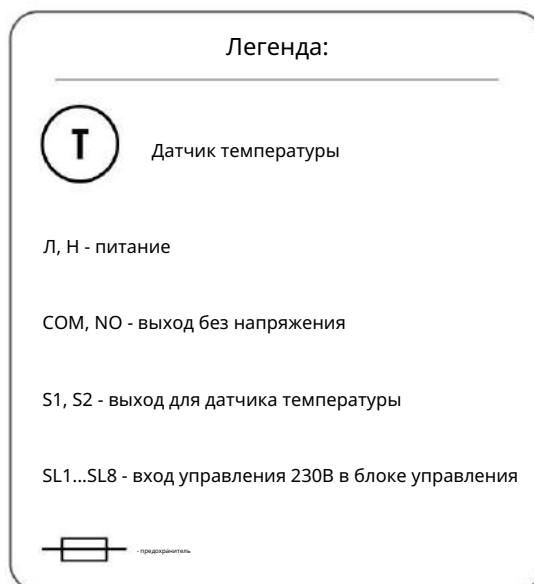 Легенда:
T
Датчик температуры
Л, Н - питание
COM, NO - выход без напряжения
S1, S2 - выход для датчика температуры
SL1...SL8 - вход управления 230В в блоке управления
- предохранитель